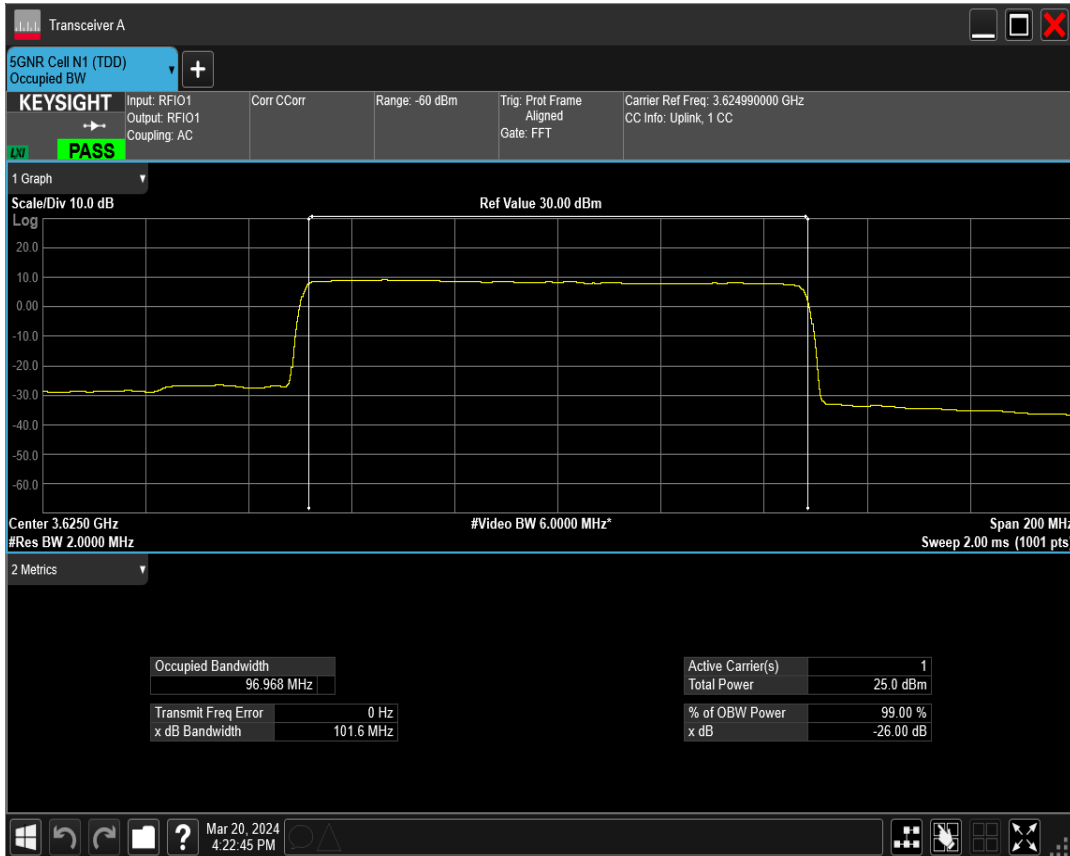 Transceiver A
5GNR Cell N1 (TDD)
Occupied BW
+
KEYSIGHT
LXI
PASS
Input: RFIO1
Output: RFIO1
Coupling: AC
Corr CCorr
Range: -60 dBm
Trig: Prot Frame
Aligned
Gate: FFT
Carrier Ref Freq: 3.624990000 GHz
CC Info: Uplink, 1 CC
1 Graph
Scale/Div 10.0 dB
Ref Value 30.00 dBm
Log
20.0
10.0
0.00
-10.0
-20.0
-30.0
-40.0
-50.0
-60.0
Center 3.6250 GHz
#Video BW 6.0000 MHz*
Span 200 MHz
#Res BW 2.0000 MHz
Sweep 2.00 ms (1001 pts)
2 Metrics
Occupied Bandwidth
96.968 MHz
Transmit Freq Error 0 Hz
x dB Bandwidth 101.6 MHz
Active Carrier(s) 1
Total Power 25.0 dBm
% of OBW Power 99.00 %
x dB -26.00 dB
?
Mar 20, 2024
4:22:45 PM